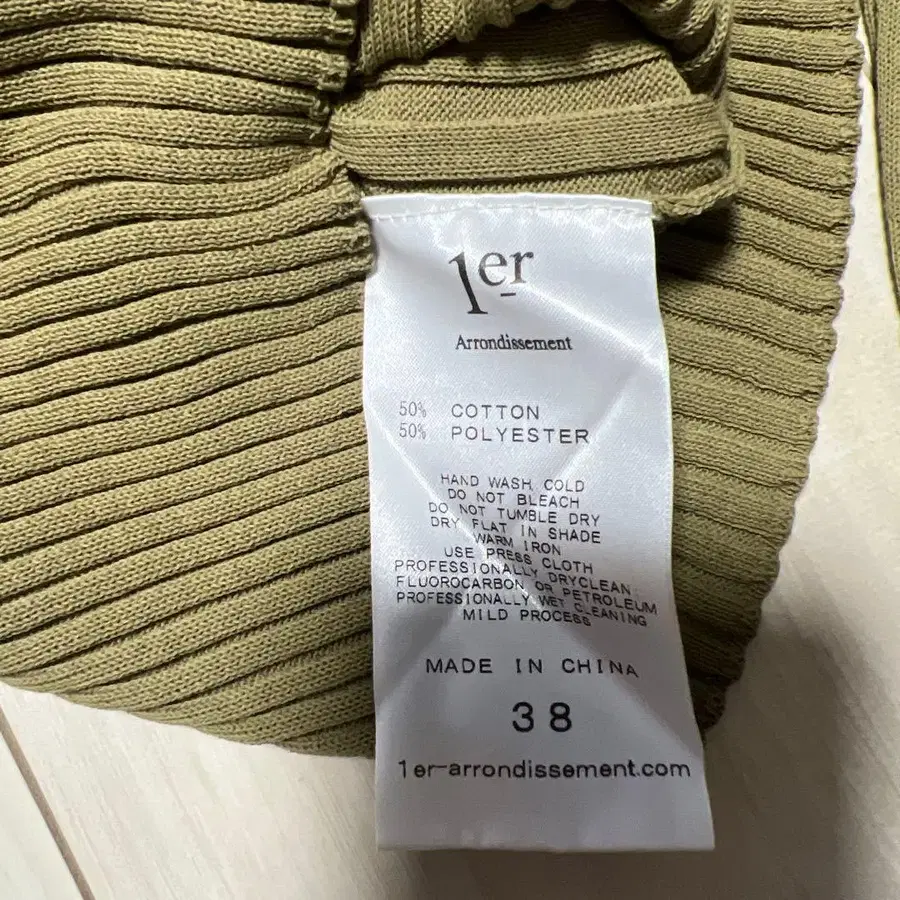 1er
Arrondissement
50% COTTON
50% POLYESTER
HAND WASH COLD
DO NOT BLEACH
DO NOT TUMBLE DRY
DRY FLAT IN SHADE
WARM IRON
USE PRESS CLOTH
PROFESSIONALLY DRYCLEAN
FLUOROCARBON OR PETROLEUM
PROFESSIONALLY WET CLEANING
MILD PROCESS
MADE IN CHINA
38
1er-arrondissement.com